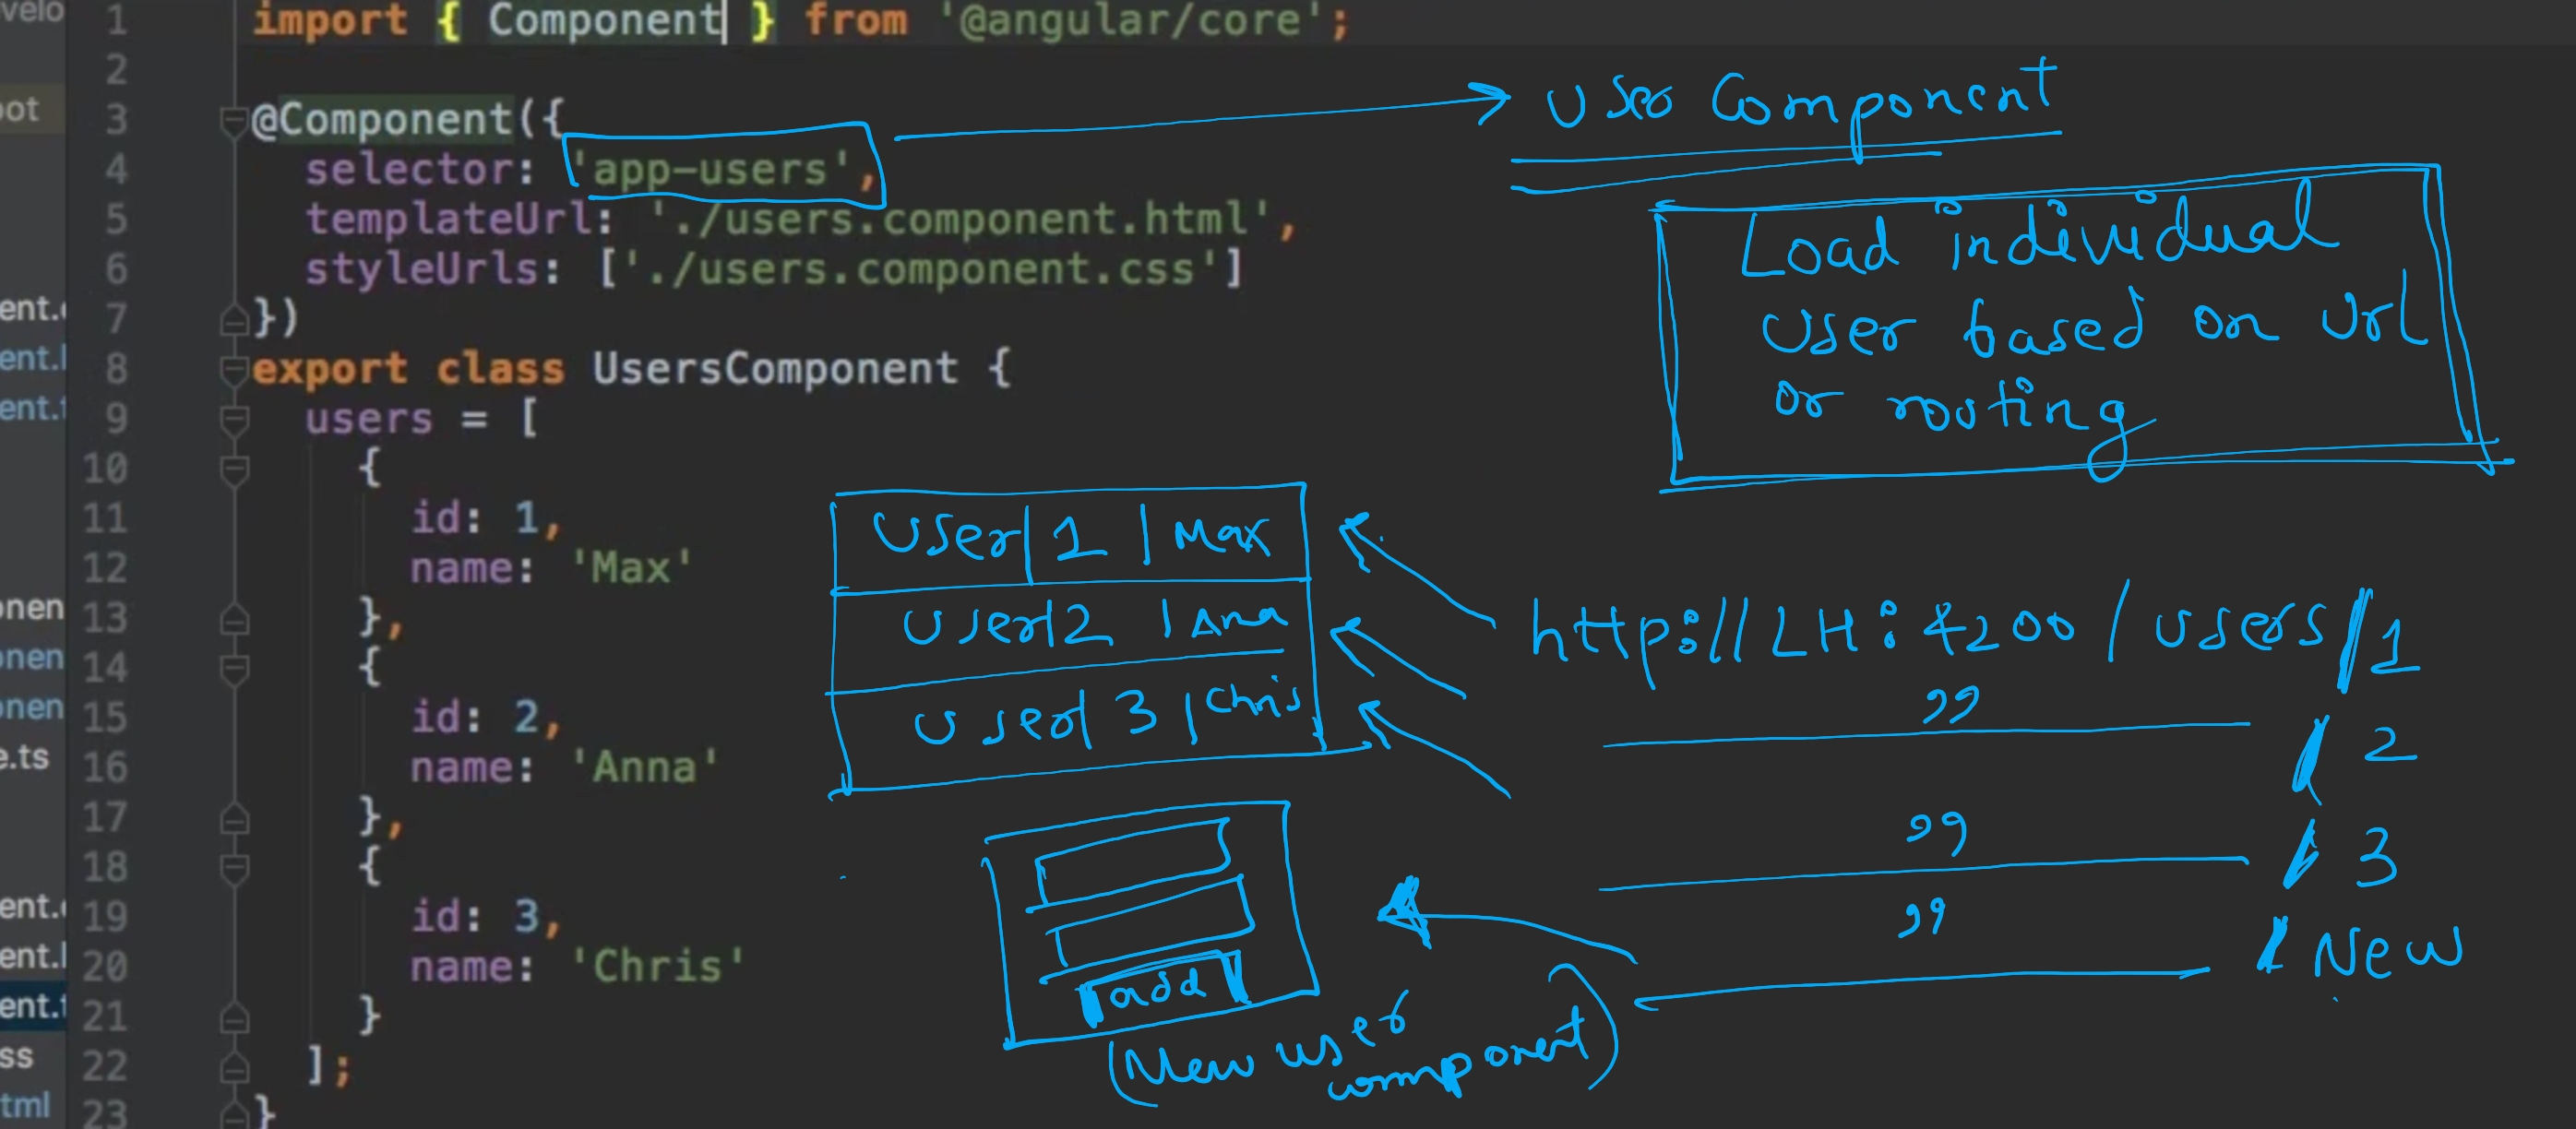 velo
1 import { Component } from '@angular/core';
2
oot
3 @Component({
4 selector: 'app-users',
5 templateUrl: './users.component.html',
6 styleUrls: ['./users.component.css']
ent.
7 })
ent.
8 export class UsersComponent {
ent.
9 users = [
10 {
11 id: 1,
12 name: 'Max'
onen
13 },
onen
14 {
onen
15 id: 2,
e.ts
16 name: 'Anna'
17 },
18 {
ent.
19 id: 3,
ent.
20 name: 'Chris'
ent.
21 }
ss
22 ];
tml
23 }
User Component
Load individual
user based on url
or routing
User | 1 | Max
User | 2 | Ana
User | 3 | Chris
http://LH:4200/users/1
,, / 2
,, / 3
,, / New
add
(New user
component)